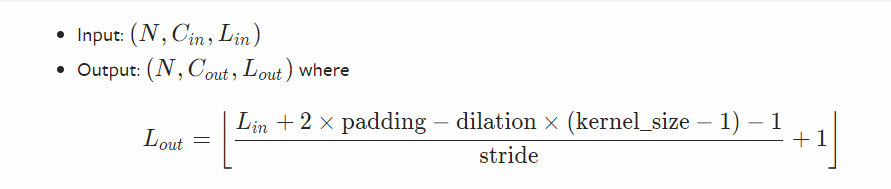 • Input: (N, C_in, L_in)
• Output: (N, C_out, L_out) where
L_out = ⌊ (L_in + 2 × padding − dilation × (kernel_size − 1) − 1) / stride + 1 ⌋